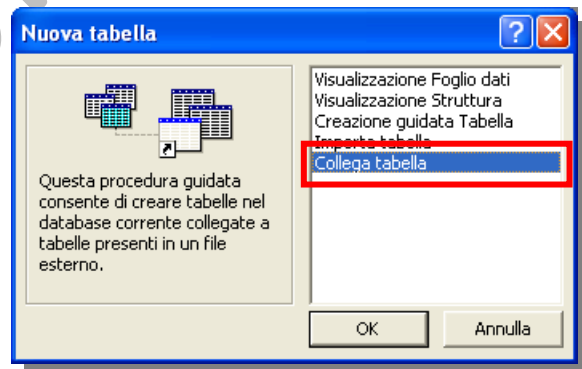 Nuova tabella
Visualizzazione Foglio dati
Visualizzazione Struttura
Creazione guidata Tabella
Importa tabella
Collega tabella
Questa procedura guidata
consente di creare tabelle nel
database corrente collegate a
tabelle presenti in un file
esterno.
OK
Annulla